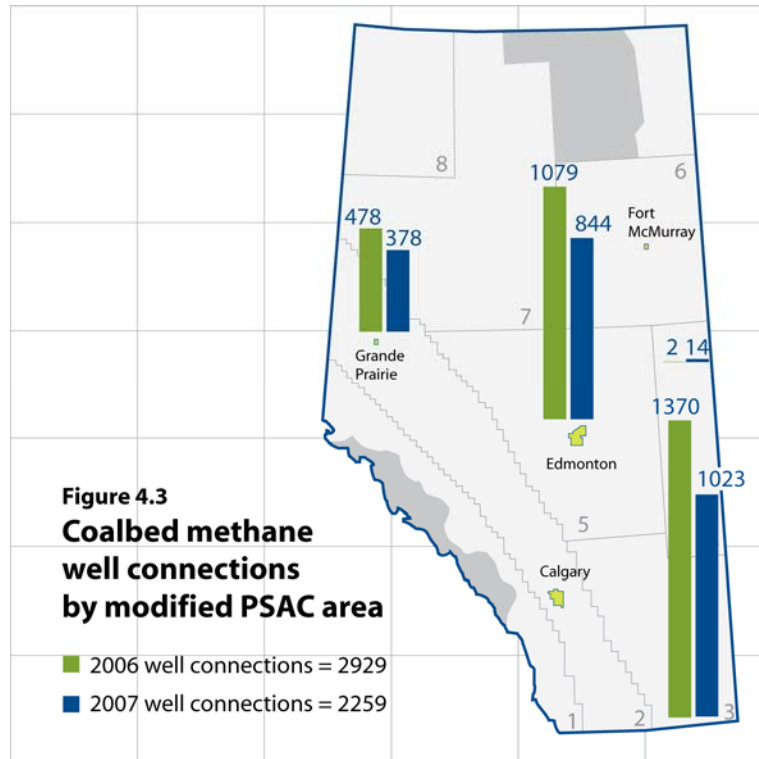 8
1079
6
478
378
844
Fort
McMurray
7
2 14
Grande
Prairie
1370
Edmonton
1023
Figure 4.3
Coalbed methane
well connections
by modified PSAC area
5
Calgary
2006 well connections = 2929
2007 well connections = 2259
1
2
3